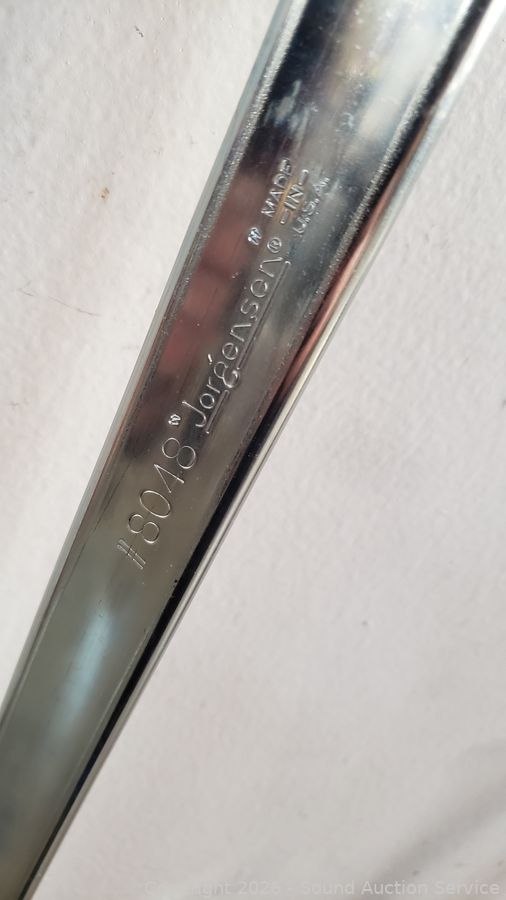 #8048 "Jorgensen"® MADE
-IN-
U.S.A.
Copyright 2026 - Sound Auction Service